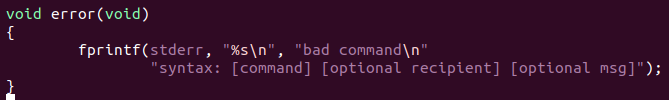 void error(void)
{
        fprintf(stderr, "%s\n", "bad command\n"
                "syntax: [command] [optional recipient] [optional msg]");
}